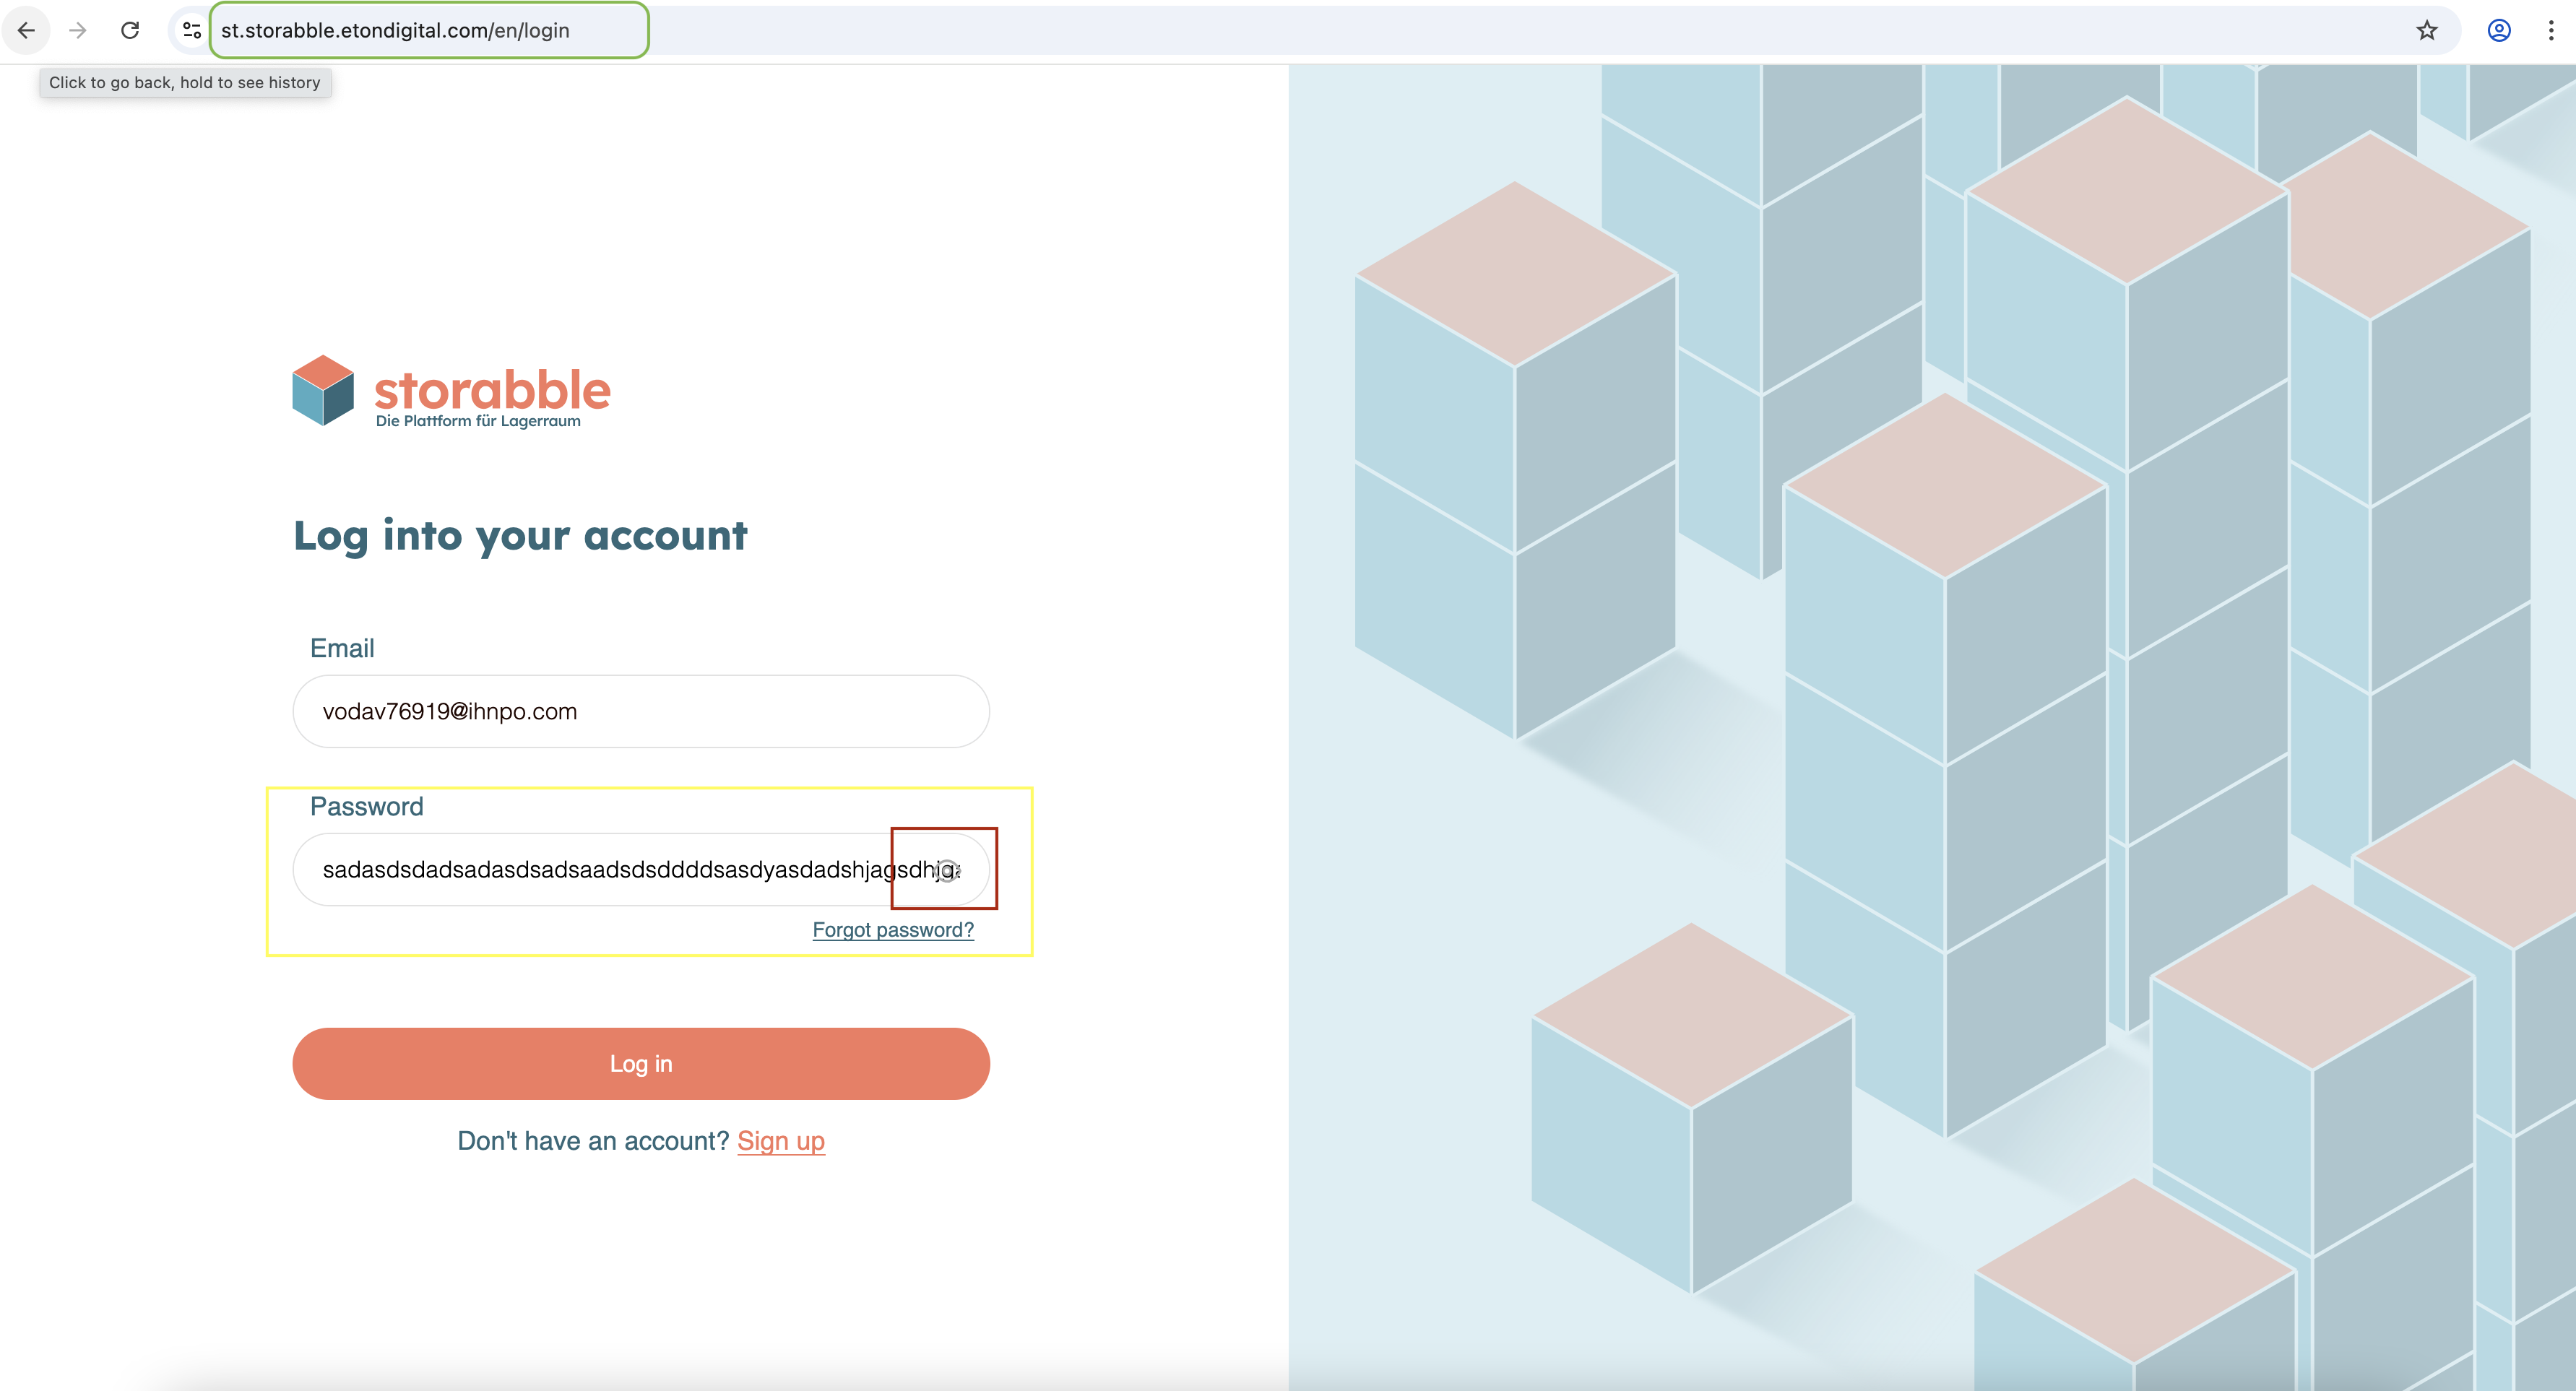 st.storabble.etondigital.com/en/login
Click to go back, hold to see history
storabble
Die Plattform für Lagerraum
Log into your account
Email
vodav76919@ihnpo.com
Password
Forgot password?
Log in
Don't have an account? Sign up